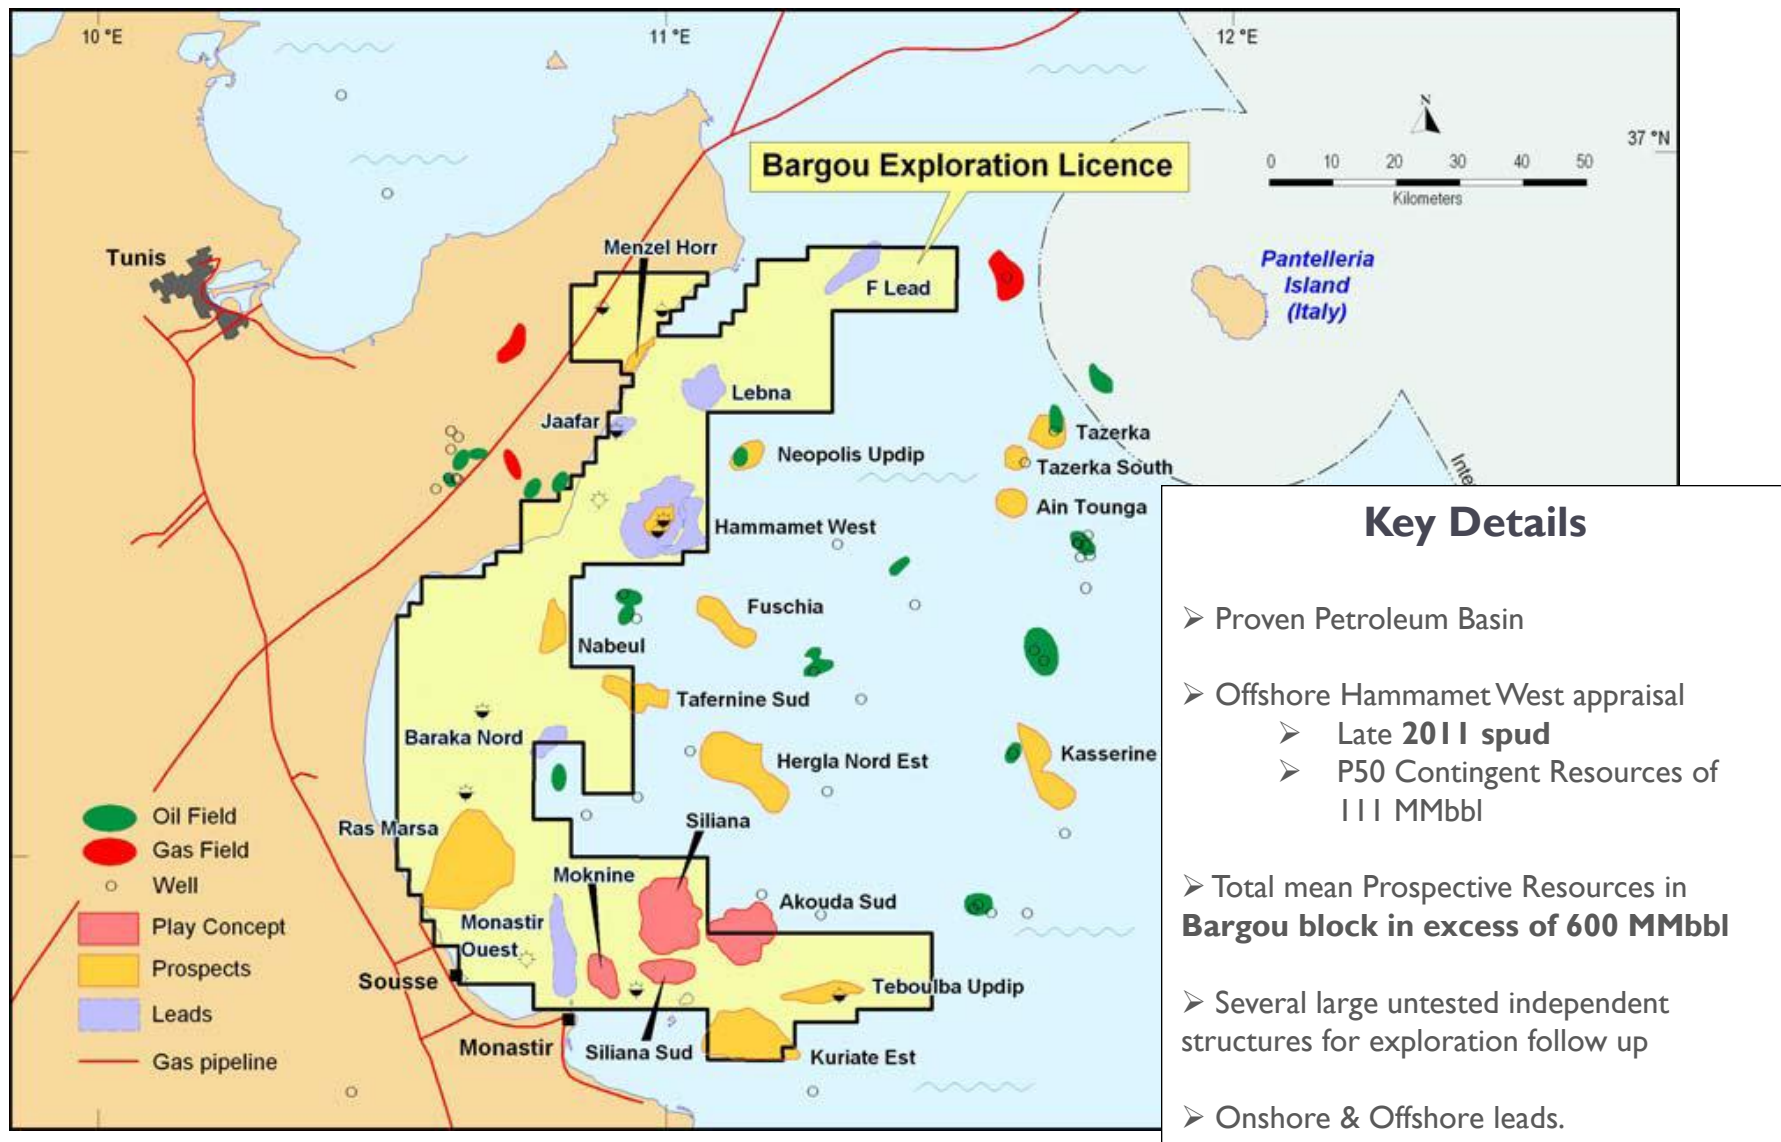 10 °E
11 °E
12 °E
N
37 °N
0 10 20 30 40 50
Kilometers
Bargou Exploration Licence
Tunis
Menzel Horr
F Lead
Pantelleria
Island
(Italy)
Lebna
Jaafar
Neopolis Updip
Tazerka
Tazerka South
Ain Tounga
Inte
Hammamet West
Fuschia
Nabeul
Tafernine Sud
Baraka Nord
Hergla Nord Est
Kasserine
Ras Marsa
Siliana
Moknine
Akouda Sud
Monastir
Ouest
Sousse
Teboulba Updip
Monastir
Siliana Sud
Kuriate Est
Oil Field
Gas Field
Well
Play Concept
Prospects
Leads
Gas pipeline
Key Details
➢ Proven Petroleum Basin
➢ Offshore Hammamet West appraisal
➢ Late 2011 spud
➢ P50 Contingent Resources of
111 MMbbl
➢ Total mean Prospective Resources in
Bargou block in excess of 600 MMbbl
➢ Several large untested independent
structures for exploration follow up
➢ Onshore & Offshore leads.